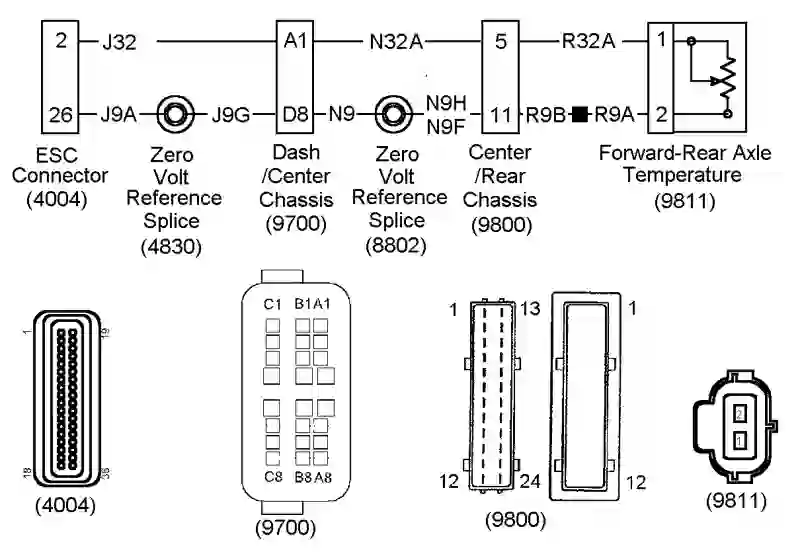 2 J32 A1 N32A 5 R32A 1
26 J9A J9G D8 N9 N9H 11 R9B R9A 2
N9F
ESC
Connector
(4004)
Zero
Volt
Reference
Splice
(4830)
Dash
/Center
Chassis
(9700)
Zero
Volt
Reference
Splice
(8802)
Center
/Rear
Chassis
(9800)
Forward-Rear Axle
Temperature
(9811)
1 19
18 36
(4004)
C1 B1 A1
C8 B8 A8
(9700)
1 13 1
12 24 12
(9800)
2
1
(9811)